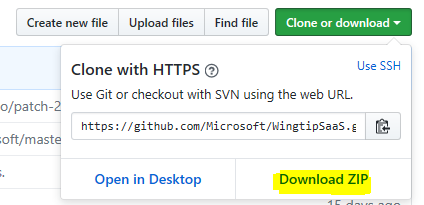 Create new file Upload files Find file Clone or download
Clone with HTTPS Use SSH
Use Git or checkout with SVN using the web URL.
o/patch-2
https://github.com/Microsoft/WingtipSaaS.g
soft/maste
s.
Open in Desktop Download ZIP
15 days ago